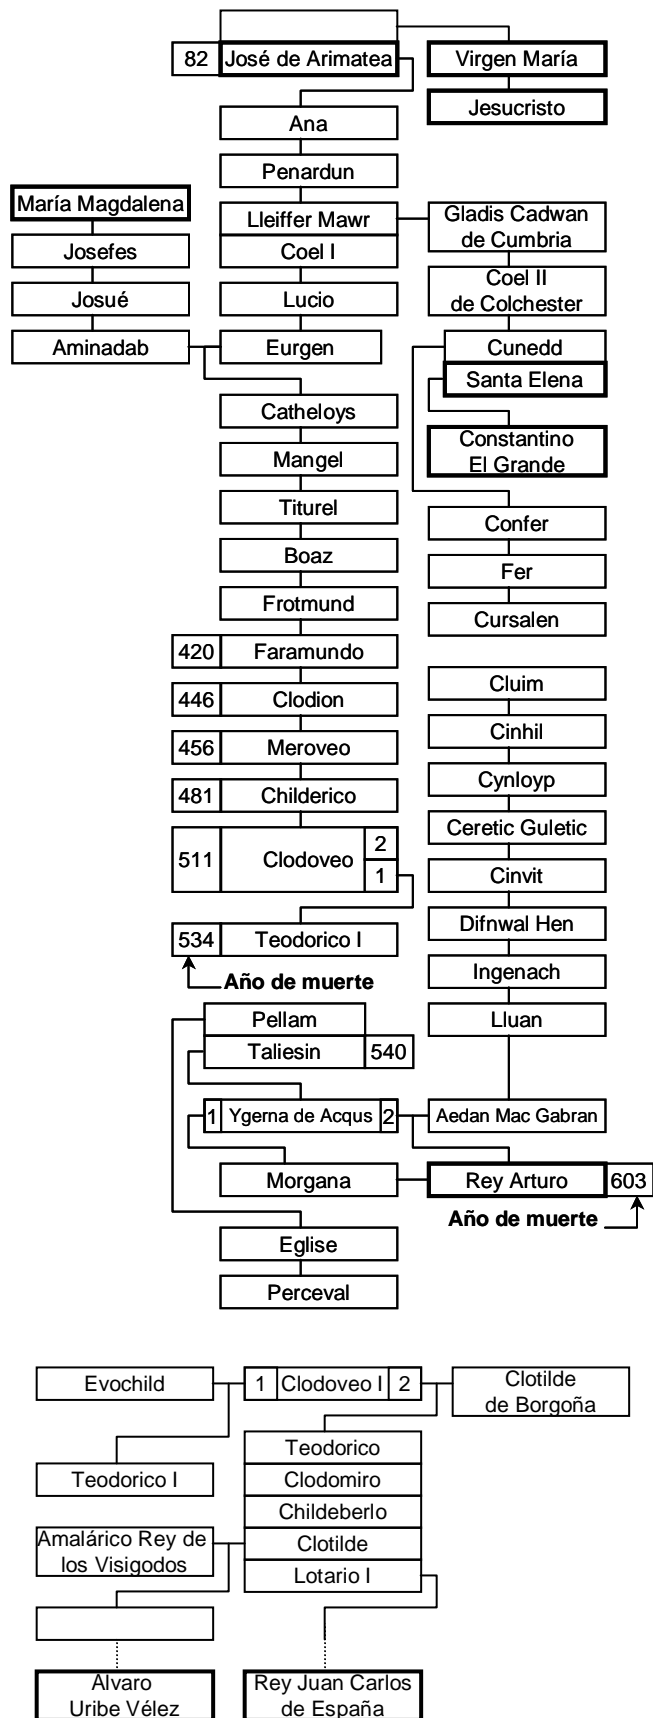 82 José de Arimatea Virgen María
Jesucristo
Ana
Penardun
María Magdalena
Lleiffer Mawr Gladis Cadwan
de Cumbria
Josefes Coel I
Coel II
de Colchester
Josué Lucio
Aminadab Eurgen Cunedd
Santa Elena
Catheloys
Constantino
El Grande
Mangel
Titurel Confer
Boaz Fer
Frotmund Cursalen
420 Faramundo
Cluim
446 Clodion
Cinhil
456 Meroveo
Cynloyp
481 Childerico
Ceretic Guletic
511 Clodoveo 2
1
Cinvit
Difnwal Hen
534 Teodorico I
Ingenach
Año de muerte
Pellam Lluan
Taliesin 540
1 Ygerna de Acqus 2 Aedan Mac Gabran
Morgana Rey Arturo 603
Año de muerte
Eglise
Perceval
Evochild 1 Clodoveo I 2 Clotilde
de Borgoña
Teodorico
Teodorico I Clodomiro
Childeberlo
Amalárico Rey de
los Visigodos
Clotilde
Lotario I
Alvaro
Uribe Vélez
Rey Juan Carlos
de España